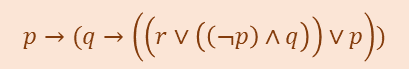 p → (q → ((r ∨ ((¬p) ∧ q)) ∨ p))